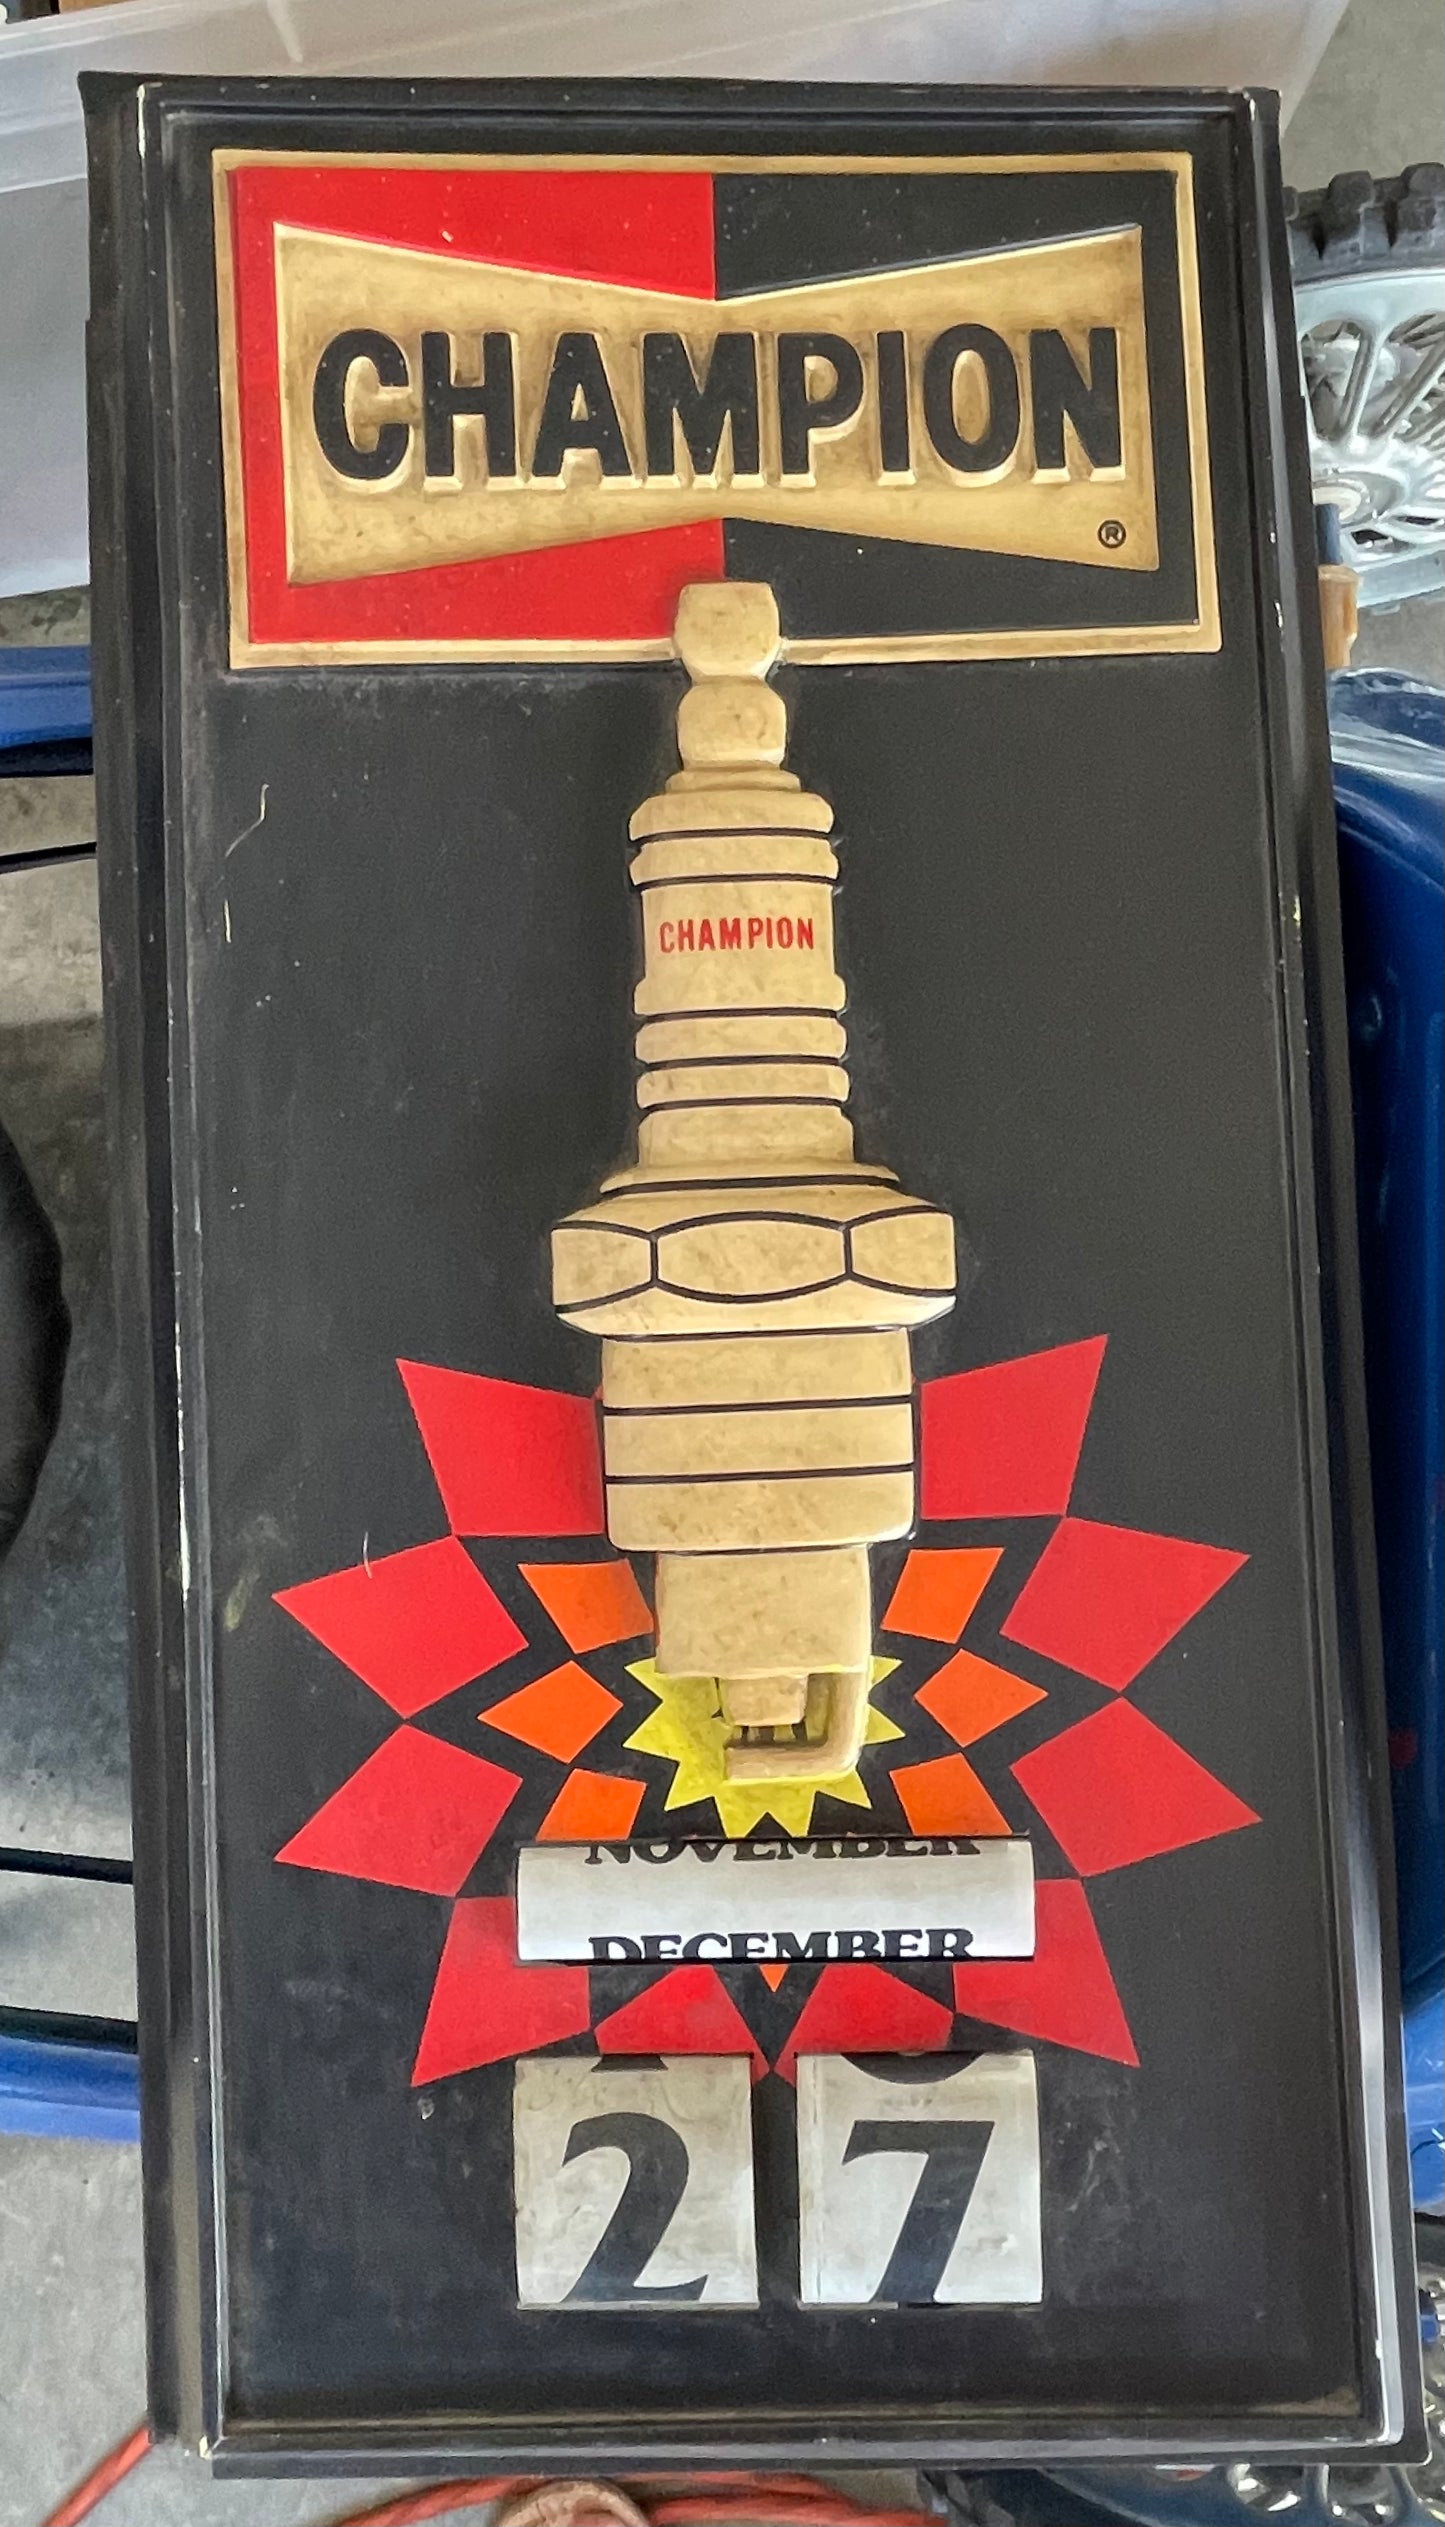 CHAMPION
®
CHAMPION
NOVEMBER
DECEMBER
2 7